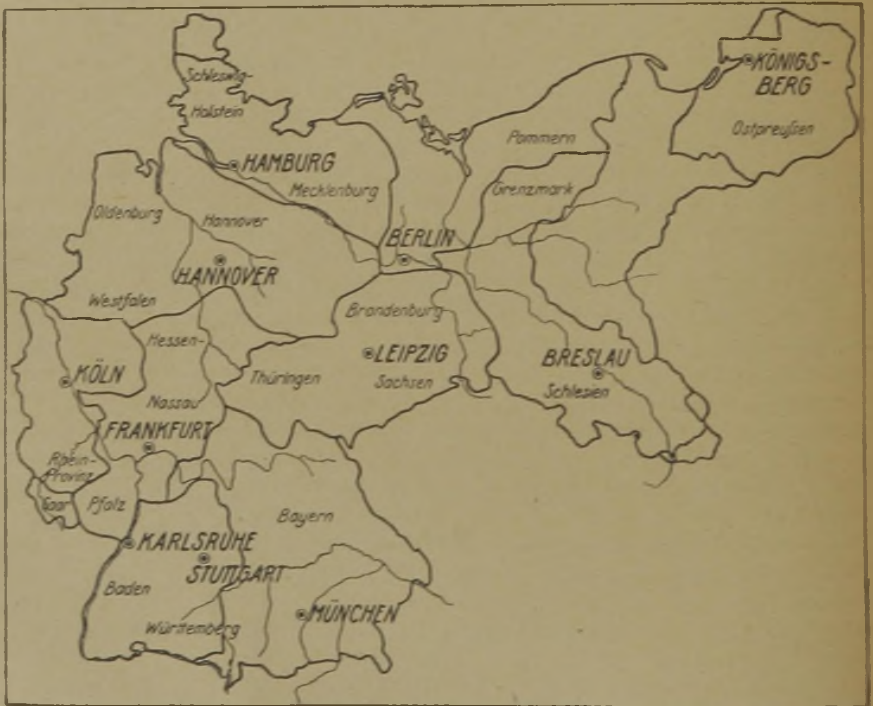 Schleswig-
Holstein
KÖNIGS-
BERG
Ostpreußen
Pommern
HAMBURG
Mecklenburg
Grenzmark
Oldenburg
Hannover
BERLIN
HANNOVER
Westfalen
Brandenburg
Hessen-
Nassau
LEIPZIG
Sachsen
Thüringen
BRESLAU
Schlesien
KÖLN
FRANKFURT
Rhein-
Provinz
Saar
Pfalz
Bayern
KARLSRUHE
STUTTGART
Baden
Württemberg
MÜNCHEN